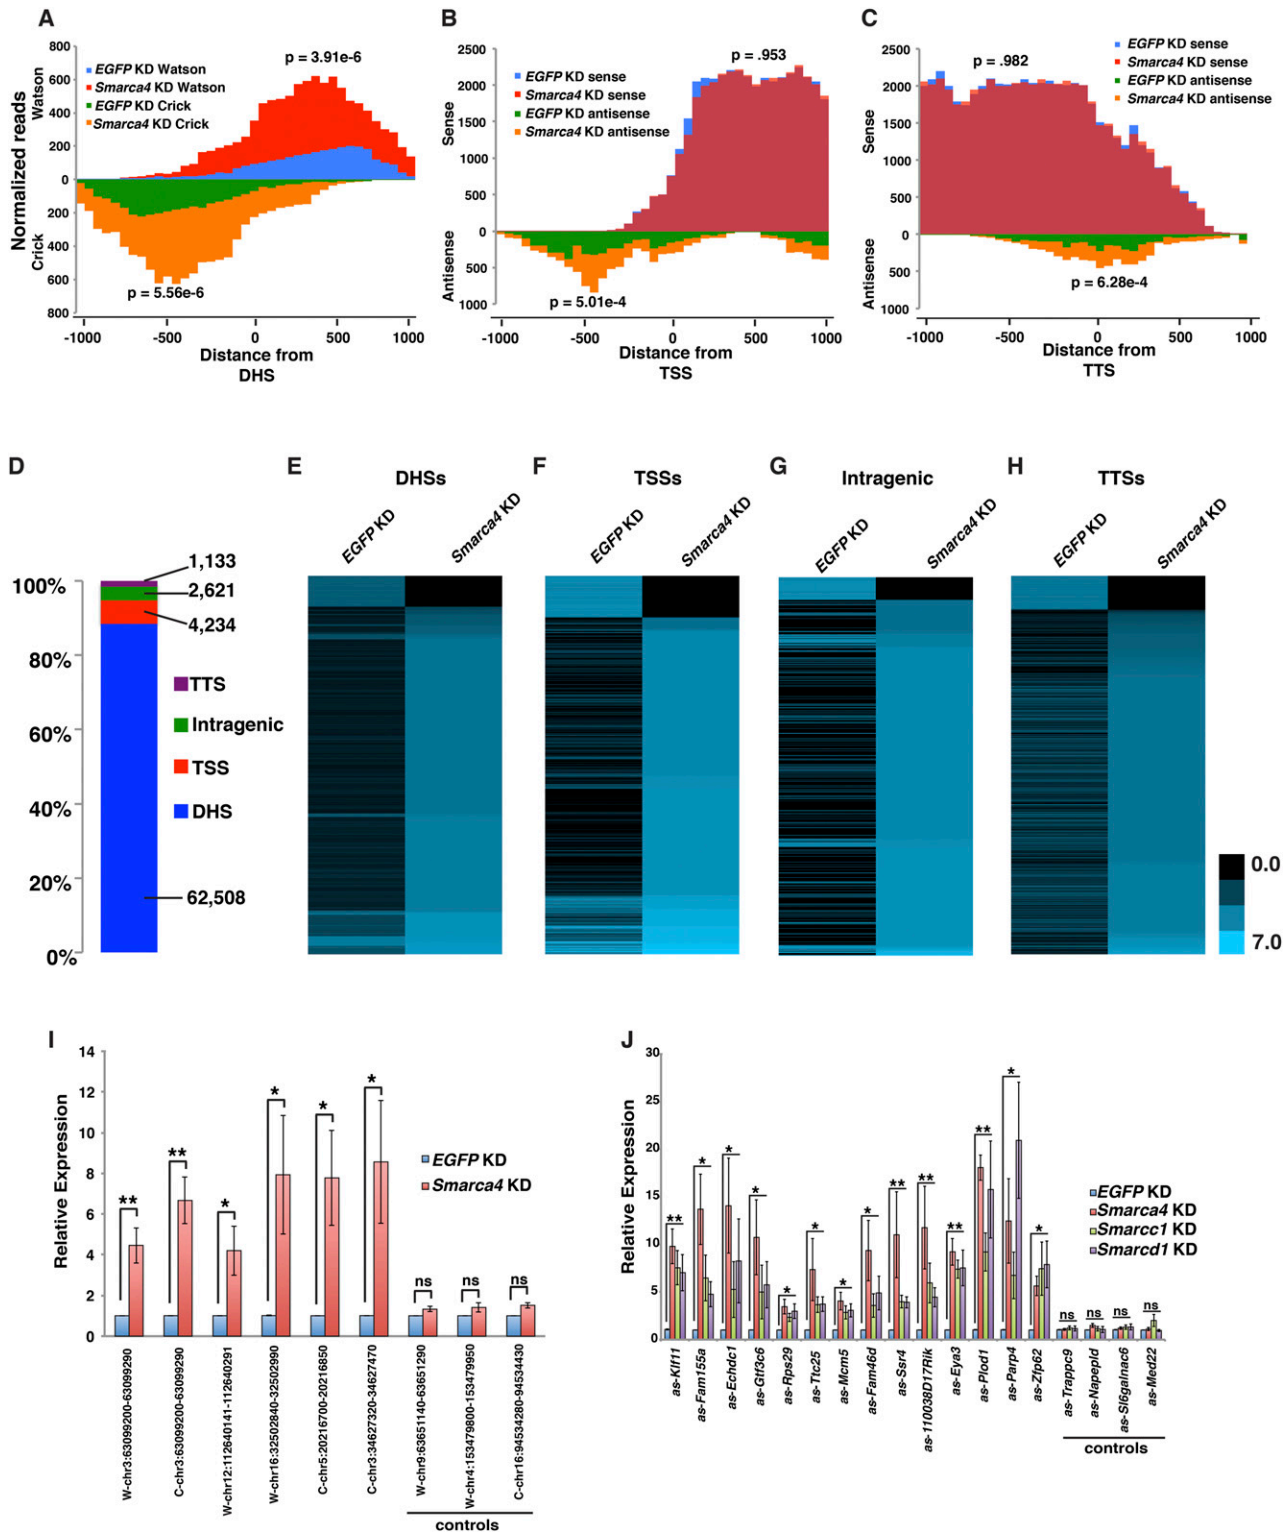 A
800
600
400
200
0
200
400
600
800
Normalized reads
Watson
Crick
p = 3.91e-6
EGFP KD Watson
Smarca4 KD Watson
EGFP KD Crick
Smarca4 KD Crick
p = 5.56e-6
-1000
-500
0
500
1000
Distance from
DHS
B
2500
2000
1500
1000
500
0
500
1000
Sense
Antisense
p = .953
EGFP KD sense
Smarca4 KD sense
EGFP KD antisense
Smarca4 KD antisense
p = 5.01e-4
-1000
-500
0
500
1000
Distance from
TSS
C
2500
2000
1500
1000
500
0
500
1000
Sense
Antisense
p = .982
EGFP KD sense
Smarca4 KD sense
EGFP KD antisense
Smarca4 KD antisense
p = 6.28e-4
-1000
-500
0
500
1000
Distance from
TTS
D
100%
80%
60%
40%
20%
0%
1,133
2,621
4,234
TTS
Intragenic
TSS
DHS
62,508
E
DHSs
EGFP KD
Smarca4 KD
F
TSSs
EGFP KD
Smarca4 KD
G
Intragenic
EGFP KD
Smarca4 KD
H
TTSs
EGFP KD
Smarca4 KD
0.0
7.0
I
14
12
10
8
6
4
2
0
Relative Expression
**
**
*
*
*
*
ns
ns
ns
EGFP KD
Smarca4 KD
W-chr3:63099200-63099290
C-chr3:63099200-63099290
W-chr12:112640141-112640291
W-chr16:32502840-32502990
C-chr5:20216700-20216850
C-chr3:34627320-34627470
W-chr9:63651140-63651290
W-chr4:153479800-153479950
C-chr16:94534280-94534430
controls
J
30
25
20
15
10
5
0
Relative Expression
**
*
*
*
*
*
*
*
**
**
**
**
*
*
ns
ns
ns
ns
EGFP KD
Smarca4 KD
Smarcc1 KD
Smarcd1 KD
as-Klf11
as-Fam155a
as-Echdc1
as-Gtf3c6
as-Rps29
as-Ttc25
as-Mcm5
as-Fam46d
as-Ssr4
as-110038D17Rik
as-Eya3
as-Plod1
as-Parp4
as-Zfp62
as-Trappc9
as-Napepld
as-Sl6galnac6
as-Med22
controls